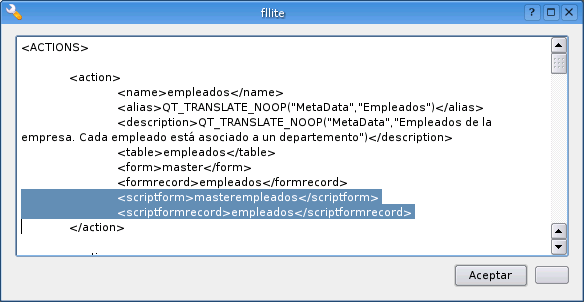 fllite
<ACTIONS>
<action>
<name>empleados</name>
<alias>QT_TRANSLATE_NOOP("MetaData","Empleados")</alias>
<description>QT_TRANSLATE_NOOP("MetaData","Empleados de la
empresa. Cada empleado está asociado a un departemento")</description>
<table>empleados</table>
<form>master</form>
<formrecord>empleados</formrecord>
<scriptform>masterempleados</scriptform>
<scriptformrecord>empleados</scriptformrecord>
</action>
Aceptar